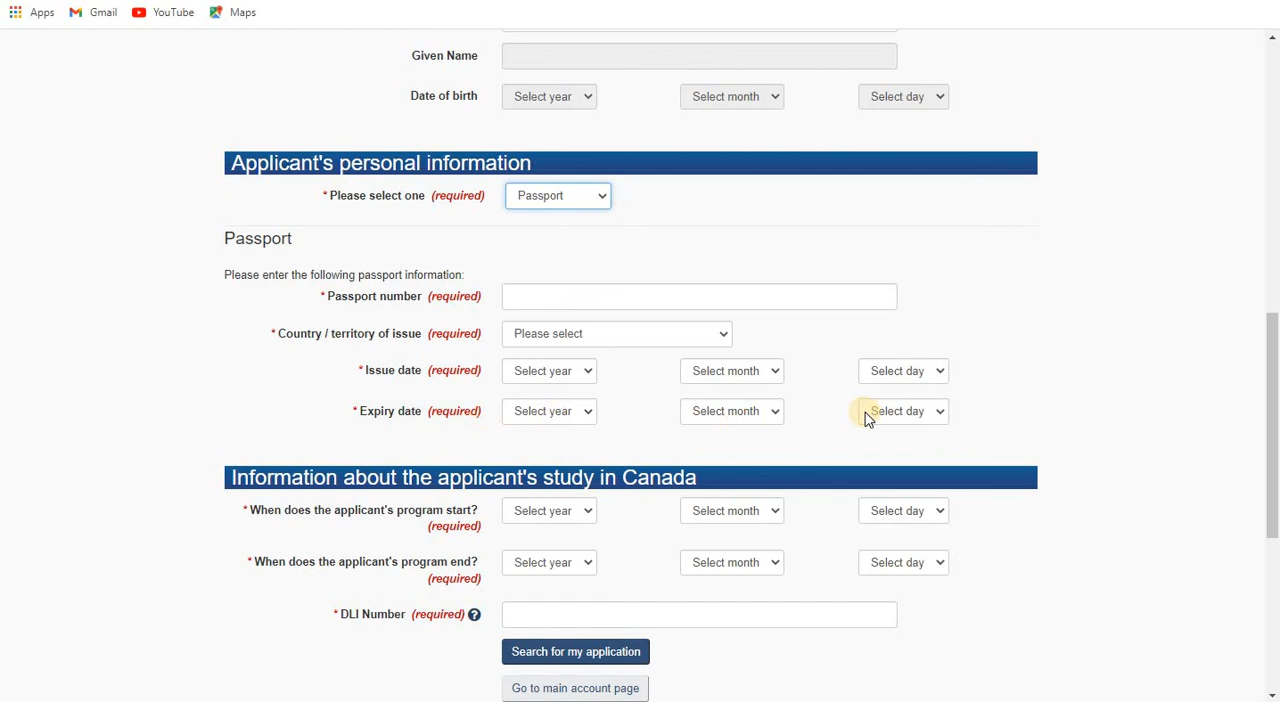 Apps Gmail YouTube Maps
Given Name
Date of birth Select year Select month Select day
Applicant's personal information
* Please select one (required) Passport
Passport
Please enter the following passport information:
* Passport number (required)
* Country / territory of issue (required) Please select
* Issue date (required) Select year Select month Select day
* Expiry date (required) Select year Select month Select day
Information about the applicant's study in Canada
* When does the applicant's program start? Select year Select month Select day
(required)
* When does the applicant's program end? Select year Select month Select day
(required)
* DLI Number (required) ?
Search for my application
Go to main account page